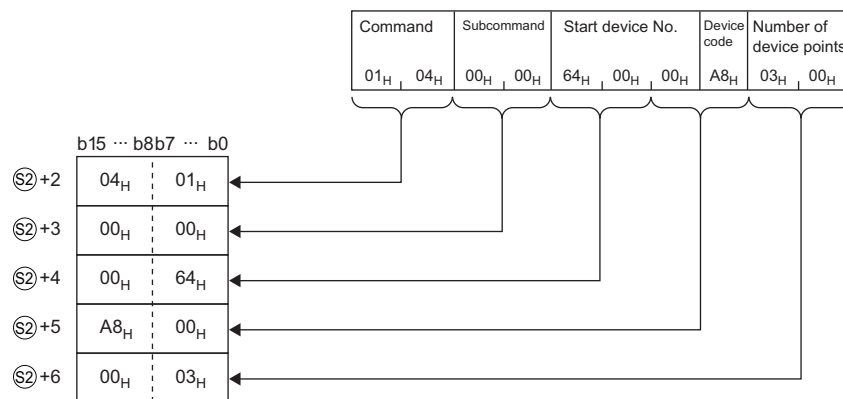 Command Subcommand Start device No. Device code Number of device points
01H 04H 00H 00H 64H 00H 00H A8H 03H 00H
b15 ··· b8 b7 ··· b0
S2 +2 04H 01H
S2 +3 00H 00H
S2 +4 00H 64H
S2 +5 A8H 00H
S2 +6 00H 03H